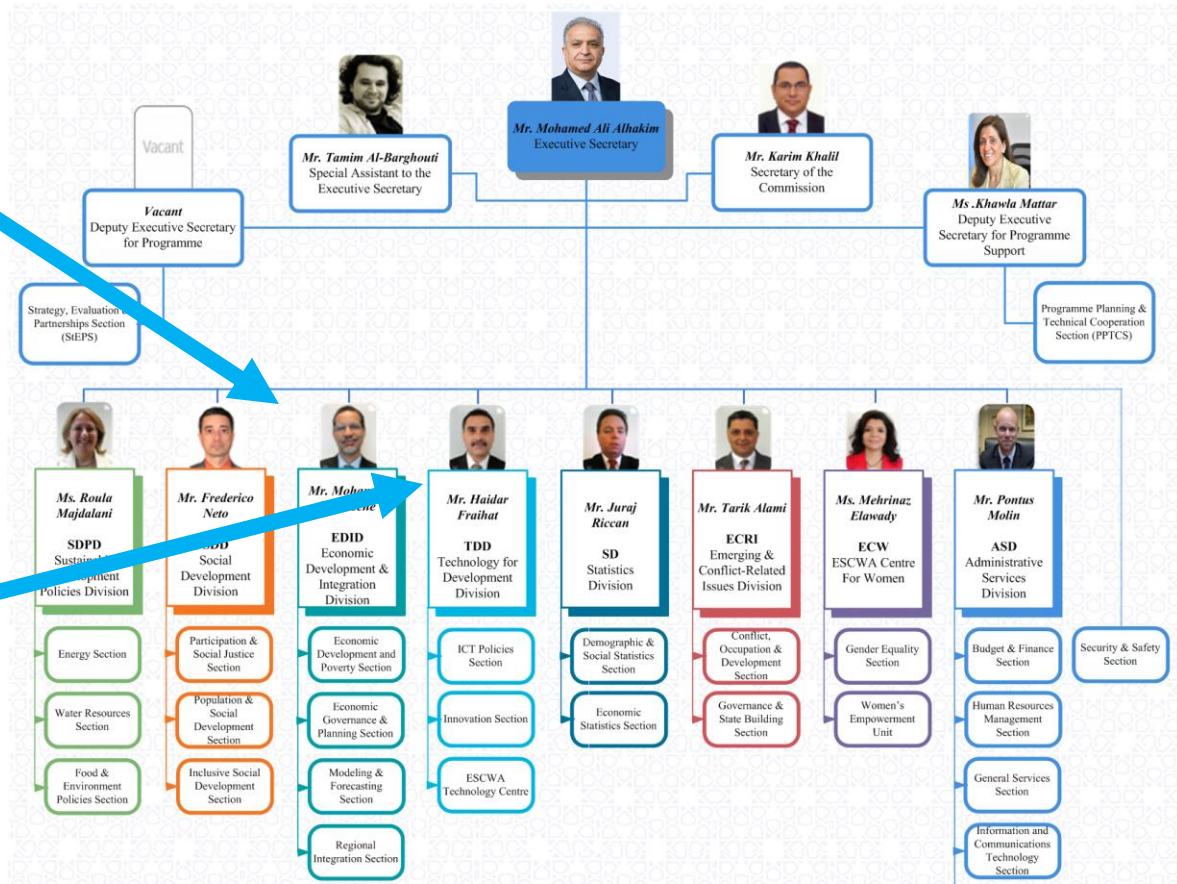 Vacant
Mr. Mohamed Ali Alhakim
Executive Secretary
Mr. Tamim Al-Barghouti
Special Assistant to the
Executive Secretary
Mr. Karim Khalil
Secretary of the
Commission
Vacant
Deputy Executive Secretary
for Programme
Ms .Khawla Mattar
Deputy Executive
Secretary for Programme
Support
Strategy, Evaluation
Partnerships Section
(StEPS)
Programme Planning &
Technical Cooperation
Section (PPTCS)
Ms. Roula
Majdalani
SDPD
Sustainable
Development
Policies Division
Energy Section
Water Resources
Section
Food &
Environment
Policies Section
Mr. Frederico
Neto
SDD
Social
Development
Division
Participation &
Social Justice
Section
Population &
Social
Development
Section
Inclusive Social
Development
Section
Mr.
EDID
Economic
Development &
Integration
Division
Economic
Development and
Poverty Section
Economic
Governance &
Planning Section
Modeling &
Forecasting
Section
Regional
Integration Section
Mr. Haidar
Fraihat
TDD
Technology for
Development
Division
ICT Policies
Section
Innovation Section
ESCWA
Technology Centre
Mr. Juraj
Riccan
SD
Statistics
Division
Demographic &
Social Statistics
Section
Economic
Statistics Section
Mr. Tarik Alami
ECRI
Emerging &
Conflict-Related
Issues Division
Conflict,
Occupation &
Development
Section
Governance &
State Building
Section
Ms. Mehrinaz
Elawady
ECW
ESCWA Centre
For Women
Gender Equality
Section
Women's
Empowerment
Unit
Mr. Pontus
Molin
ASD
Administrative
Services
Division
Budget & Finance
Section
Human Resources
Management
Section
General Services
Section
Information and
Communications
Technology
Section
Security & Safety
Section